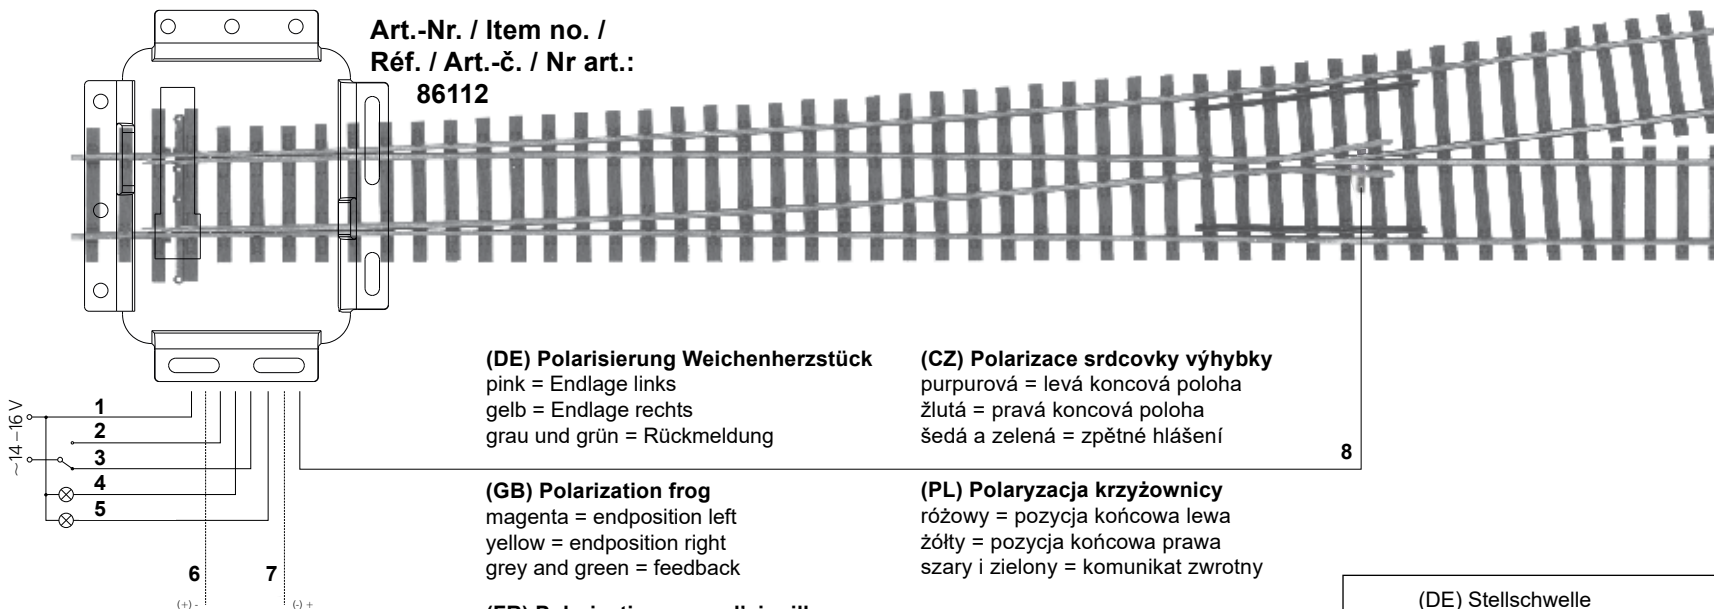 Art.-Nr. / Item no. /
Réf. / Art.-č. / Nr art.:
86112
(DE) Polarisierung Weichenherzstück
pink = Endlage links
gelb = Endlage rechts
grau und grün = Rückmeldung
(CZ) Polarizace srdcovky výhybky
purpurová = levá koncová poloha
žlutá = pravá koncová poloha
šedá a zelená = zpětné hlášení
~14–16 V
1
2
3
4
5
8
(GB) Polarization frog
magenta = endposition left
yellow = endposition right
grey and green = feedback
(PL) Polaryzacja krzyżownicy
różowy = pozycja końcowa lewa
żółty = pozycja końcowa prawa
szary i zielony = komunikat zwrotny
6
7
(+) -
(-) +
(DE) Stellschwelle